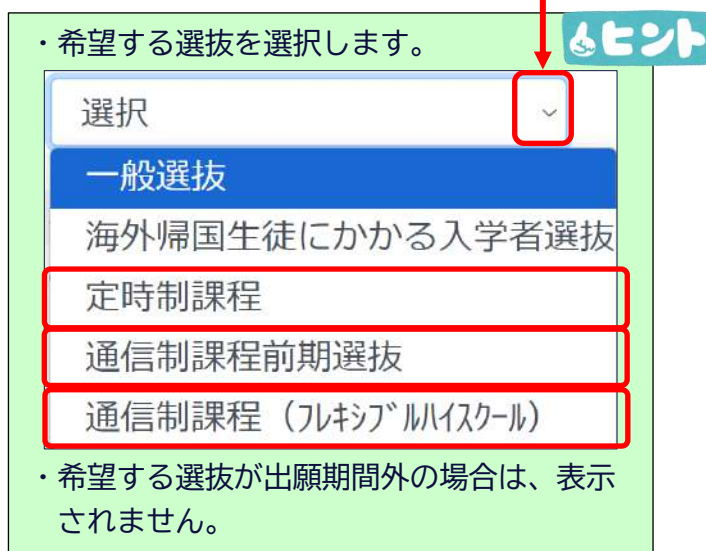 ・希望する選抜を選択します。
ヒント
選択
一般選抜
海外帰国生徒にかかる入学者選抜
定時制課程
通信制課程前期選抜
通信制課程（ﾌﾚｷｼﾌﾞﾙﾊｲｽｸｰﾙ）
・希望する選抜が出願期間外の場合は、表示
されません。